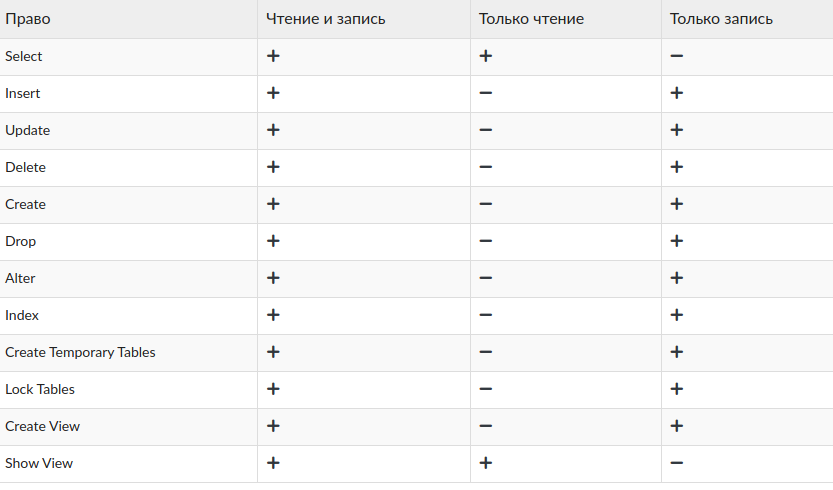 Право Чтение и запись Только чтение Только запись
Select + + −
Insert + − +
Update + − +
Delete + − +
Create + − +
Drop + − +
Alter + − +
Index + − +
Create Temporary Tables + − +
Lock Tables + − +
Create View + − +
Show View + + −